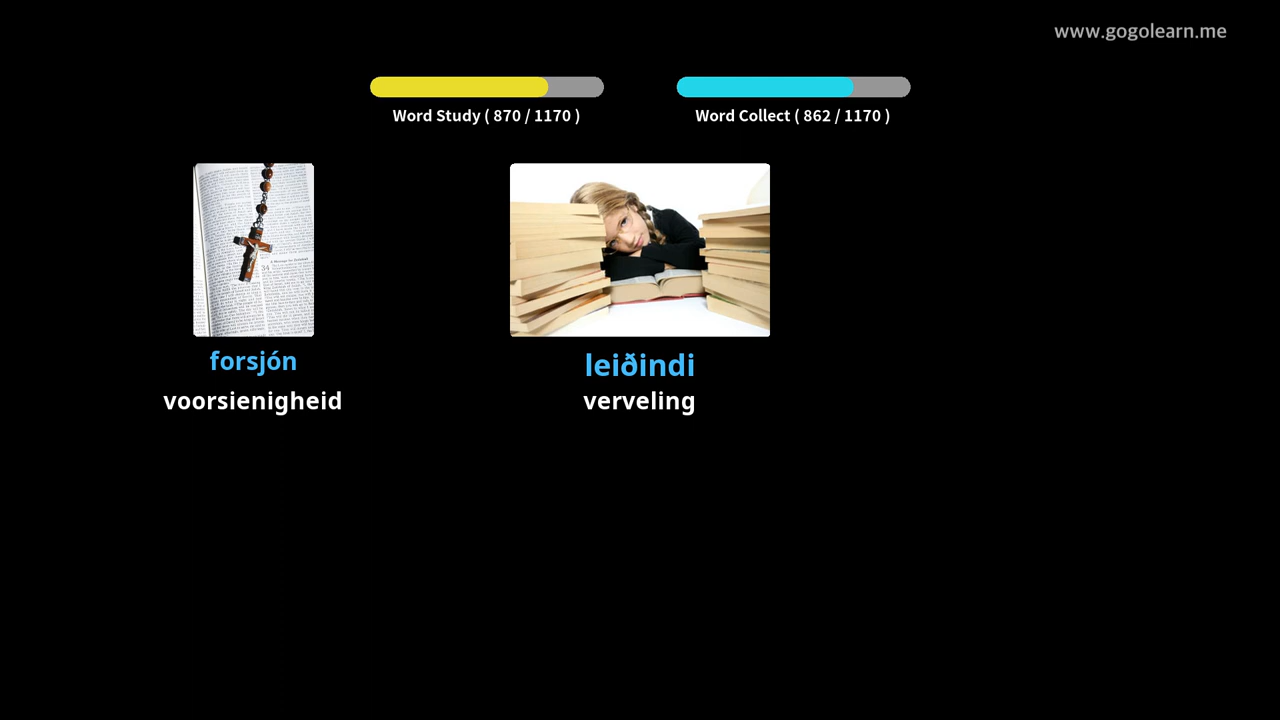 www.gogolearn.me
Word Study ( 870 / 1170 )
Word Collect ( 862 / 1170 )
forsjón
voorsienigheid
leiðindi
verveling